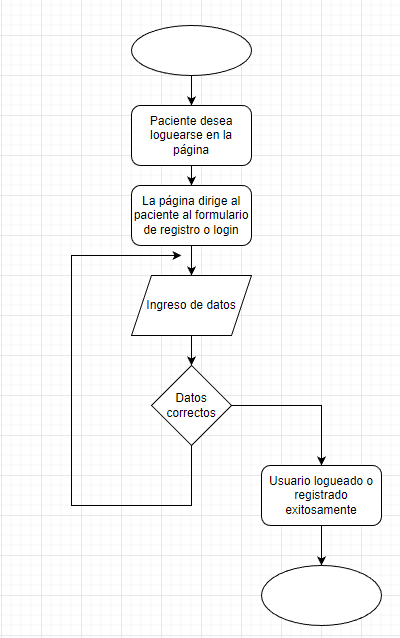 Paciente desea
loguearse en la
página
La página dirige al
paciente al formulario
de registro o login
Ingreso de datos
Datos
correctos
Usuario logueado o
registrado
exitosamente